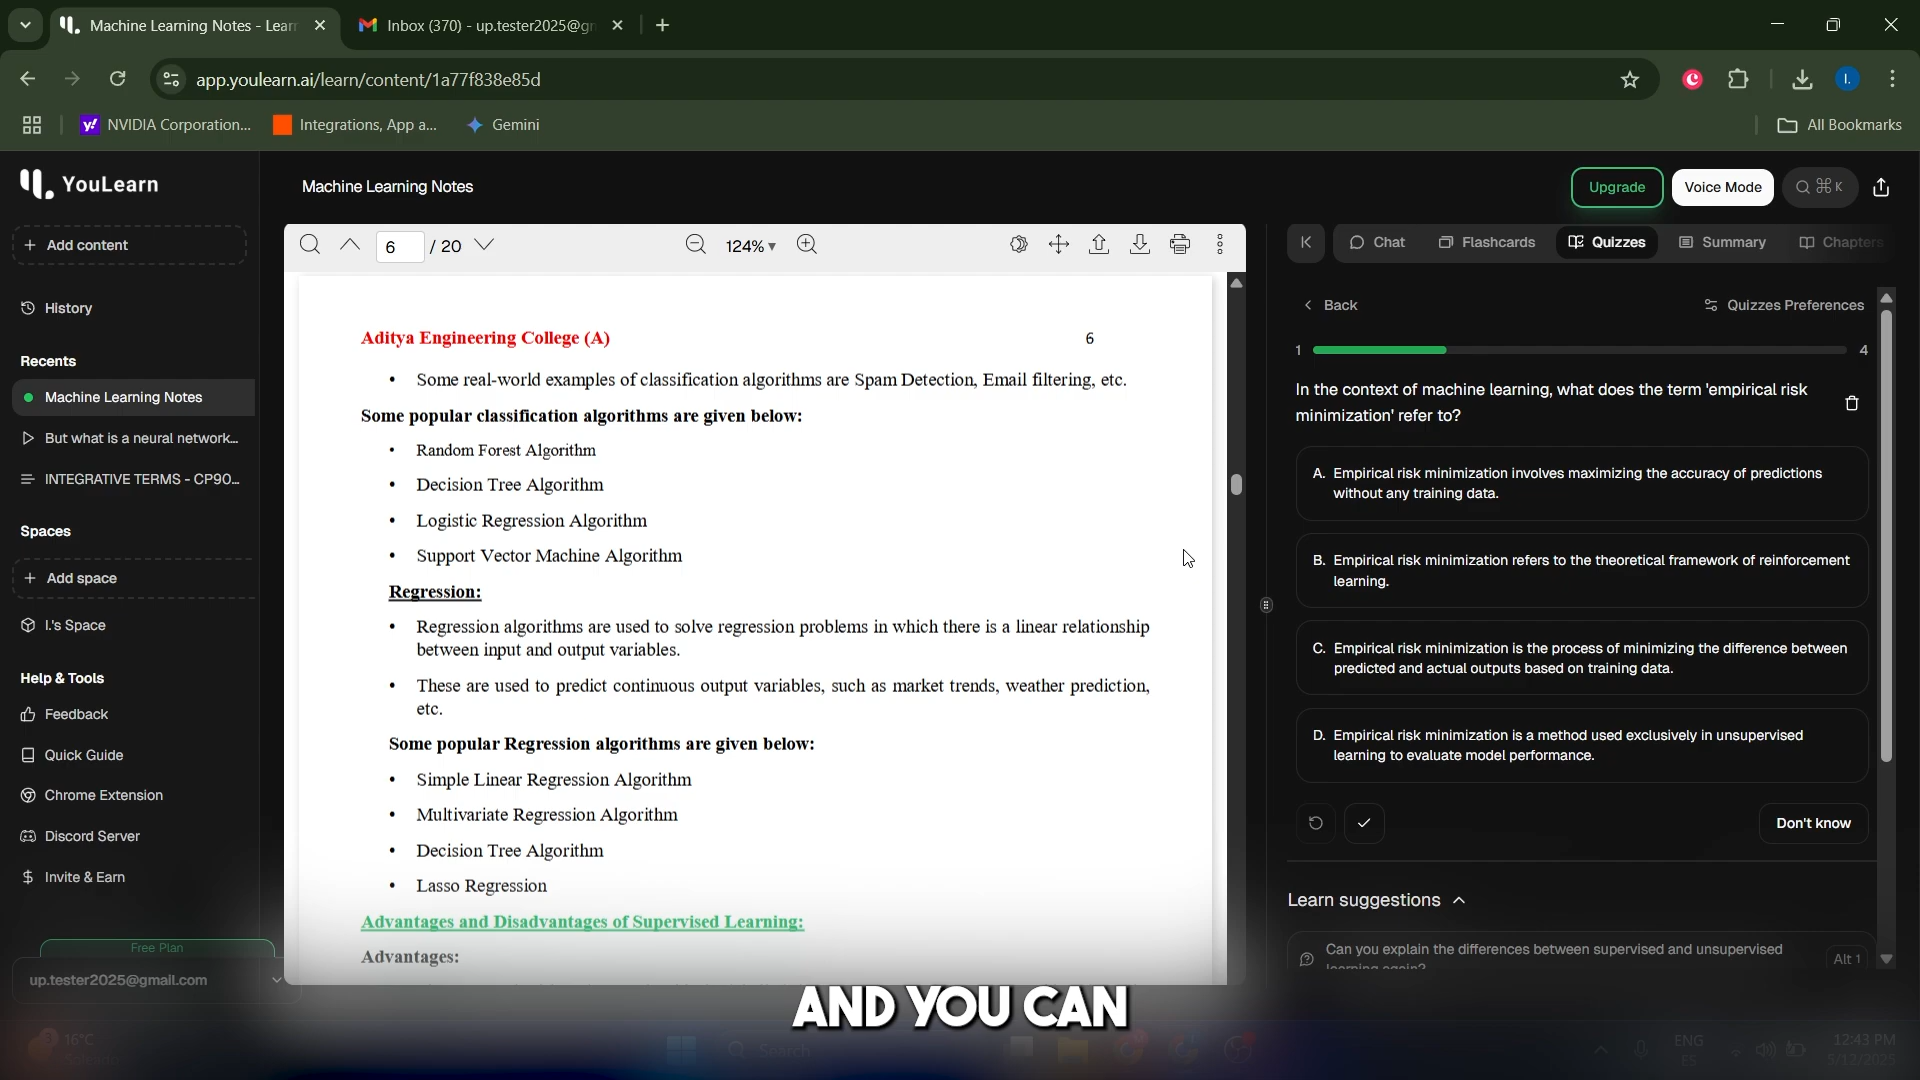 Machine Learning Notes - Lear
Inbox (370) - up.tester2025@g
app.youlearn.ai/learn/content/1a77f838e85d
I.
NVIDIA Corporation...
Integrations, App a...
Gemini
All Bookmarks
YouLearn
Machine Learning Notes
Upgrade
Voice Mode
⌘ K
+ Add content
6 / 20
124%
Chat
Flashcards
Quizzes
Summary
Chapters
History
Recents
Machine Learning Notes
But what is a neural network...
INTEGRATIVE TERMS - CP90...
Spaces
+ Add space
I.'s Space
Help & Tools
Feedback
Quick Guide
Chrome Extension
Discord Server
$ Invite & Earn
Free Plan
up.tester2025@gmail.com
Aditya Engineering College (A)
6
• Some real-world examples of classification algorithms are Spam Detection, Email filtering, etc.
Some popular classification algorithms are given below:
• Random Forest Algorithm
• Decision Tree Algorithm
• Logistic Regression Algorithm
• Support Vector Machine Algorithm
Regression:
• Regression algorithms are used to solve regression problems in which there is a linear relationship
between input and output variables.
• These are used to predict continuous output variables, such as market trends, weather prediction,
etc.
Some popular Regression algorithms are given below:
• Simple Linear Regression Algorithm
• Multivariate Regression Algorithm
• Decision Tree Algorithm
• Lasso Regression
Advantages and Disadvantages of Supervised Learning:
Advantages:
Back
Quizzes Preferences
1
4
In the context of machine learning, what does the term 'empirical risk
minimization' refer to?
A. Empirical risk minimization involves maximizing the accuracy of predictions
without any training data.
B. Empirical risk minimization refers to the theoretical framework of reinforcement
learning.
C. Empirical risk minimization is the process of minimizing the difference between
predicted and actual outputs based on training data.
D. Empirical risk minimization is a method used exclusively in unsupervised
learning to evaluate model performance.
Don't know
Learn suggestions
Can you explain the differences between supervised and unsupervised
learning again?
Alt 1
AND YOU CAN
16°C
Search
ENG
ES
12:43 PM
5/12/2025